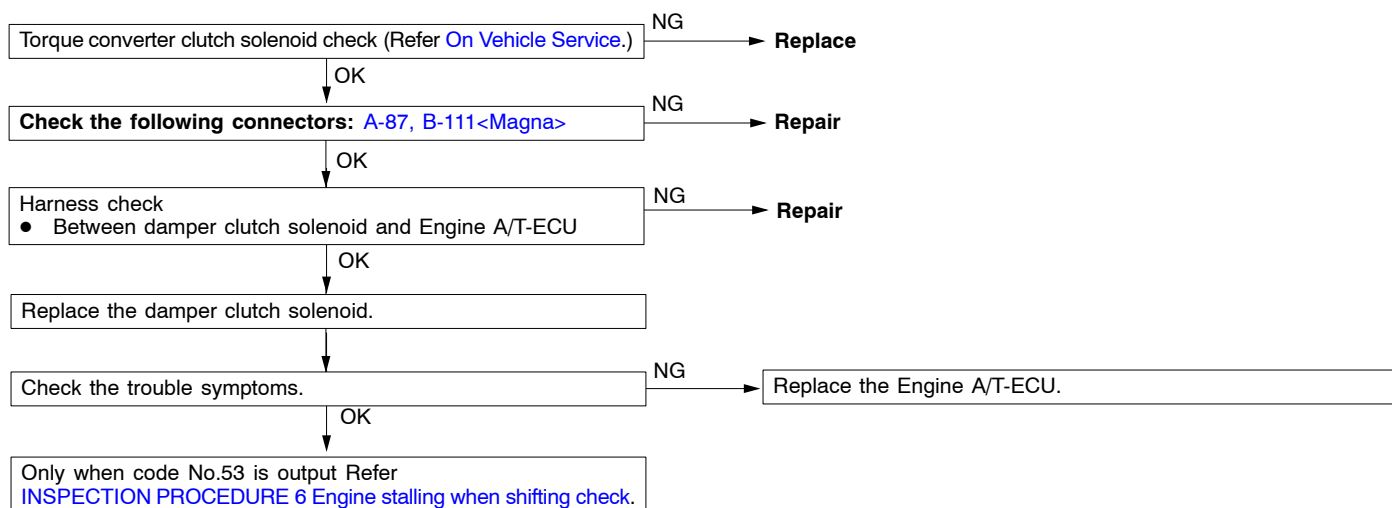 Torque converter clutch solenoid check (Refer On Vehicle Service.)
NG
Replace
OK
Check the following connectors: A-87, B-111<Magna>
NG
Repair
OK
Harness check
● Between damper clutch solenoid and Engine A/T-ECU
NG
Repair
OK
Replace the damper clutch solenoid.
Check the trouble symptoms.
NG
Replace the Engine A/T-ECU.
OK
Only when code No.53 is output Refer
INSPECTION PROCEDURE 6 Engine stalling when shifting check.